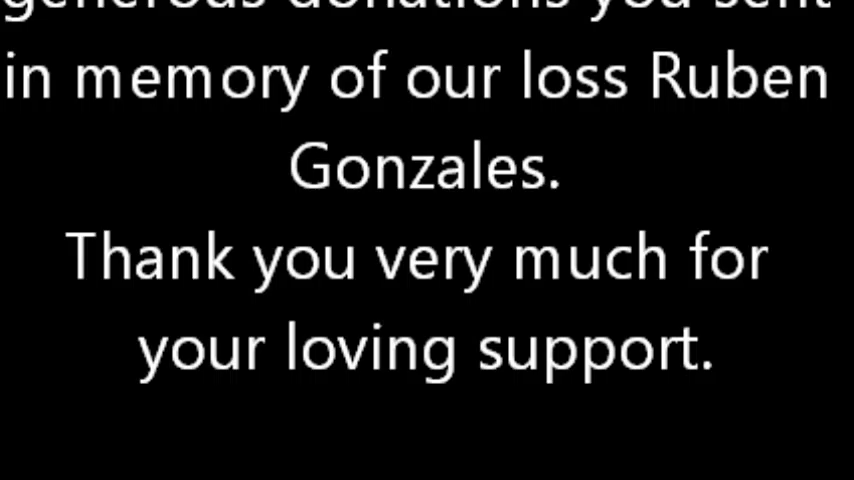 generous donations you sent
in memory of our loss Ruben
Gonzales.
Thank you very much for
your loving support.